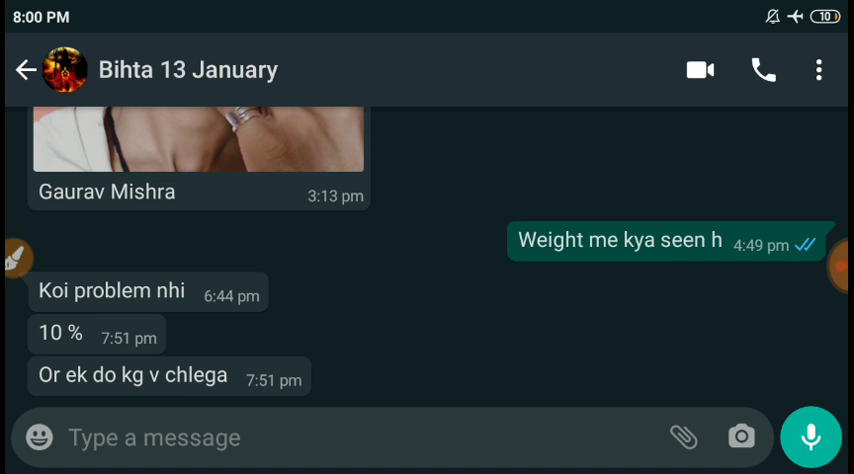 8:00 PM
10
Bihta 13 January
Gaurav Mishra
3:13 pm
Weight me kya seen h
4:49 pm
Koi problem nhi
6:44 pm
10 %
7:51 pm
Or ek do kg v chlega
7:51 pm
Type a message